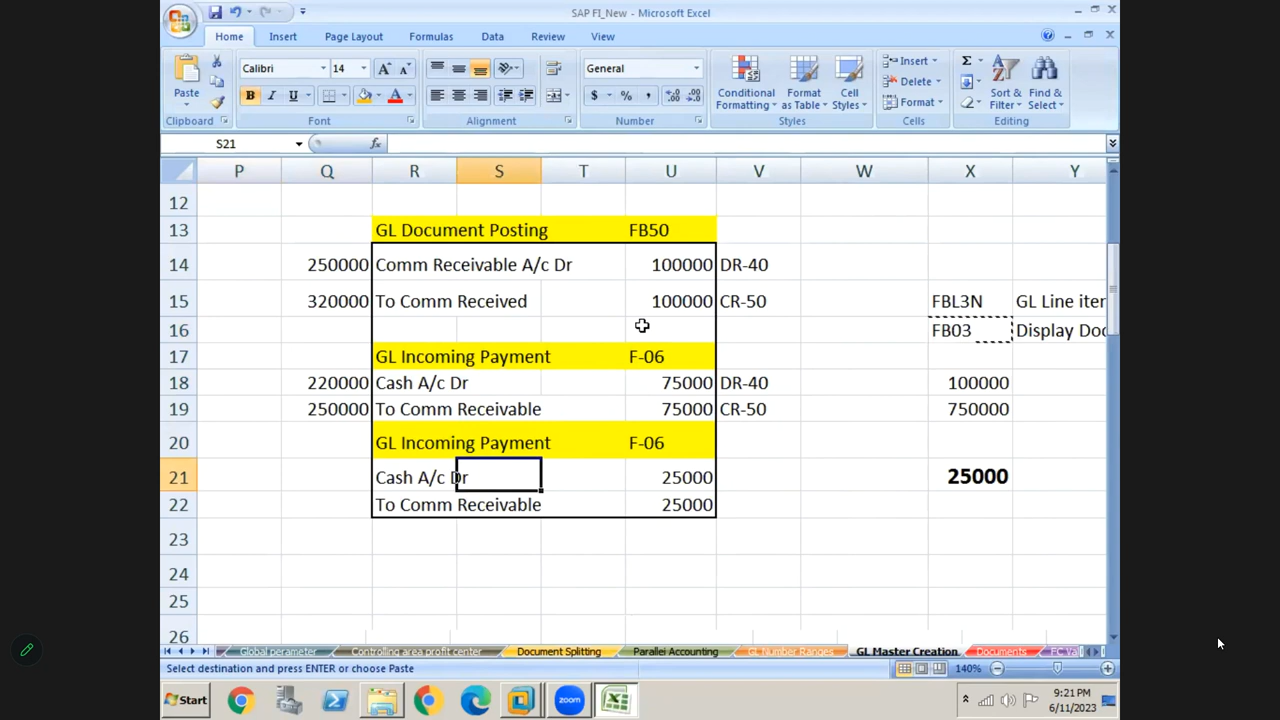 SAP FI_New - Microsoft Excel
Home Insert Page Layout Formulas Data Review View
Paste
Calibri 14
General
Conditional Formatting
Format as Table
Cell Styles
Insert
Delete
Format
Sort & Filter
Find & Select
Clipboard Font Alignment Number Styles Cells Editing
S21
P Q R S T U V W X Y
12
13 GL Document Posting FB50
14 250000 Comm Receivable A/c Dr 100000 DR-40
15 320000 To Comm Received 100000 CR-50 FBL3N GL Line iter
16 FB03 Display Doc
17 GL Incoming Payment F-06
18 220000 Cash A/c Dr 75000 DR-40 100000
19 250000 To Comm Receivable 75000 CR-50 750000
20 GL Incoming Payment F-06
21 Cash A/c Dr 25000 25000
22 To Comm Receivable 25000
23
24
25
26
Global perameter Controlling area profit center Document Splitting Parallel Accounting GL Number Ranges GL Master Creation Documents FC Va
Select destination and press ENTER or choose Paste 140%
Start zoom 9:21 PM
6/11/2023